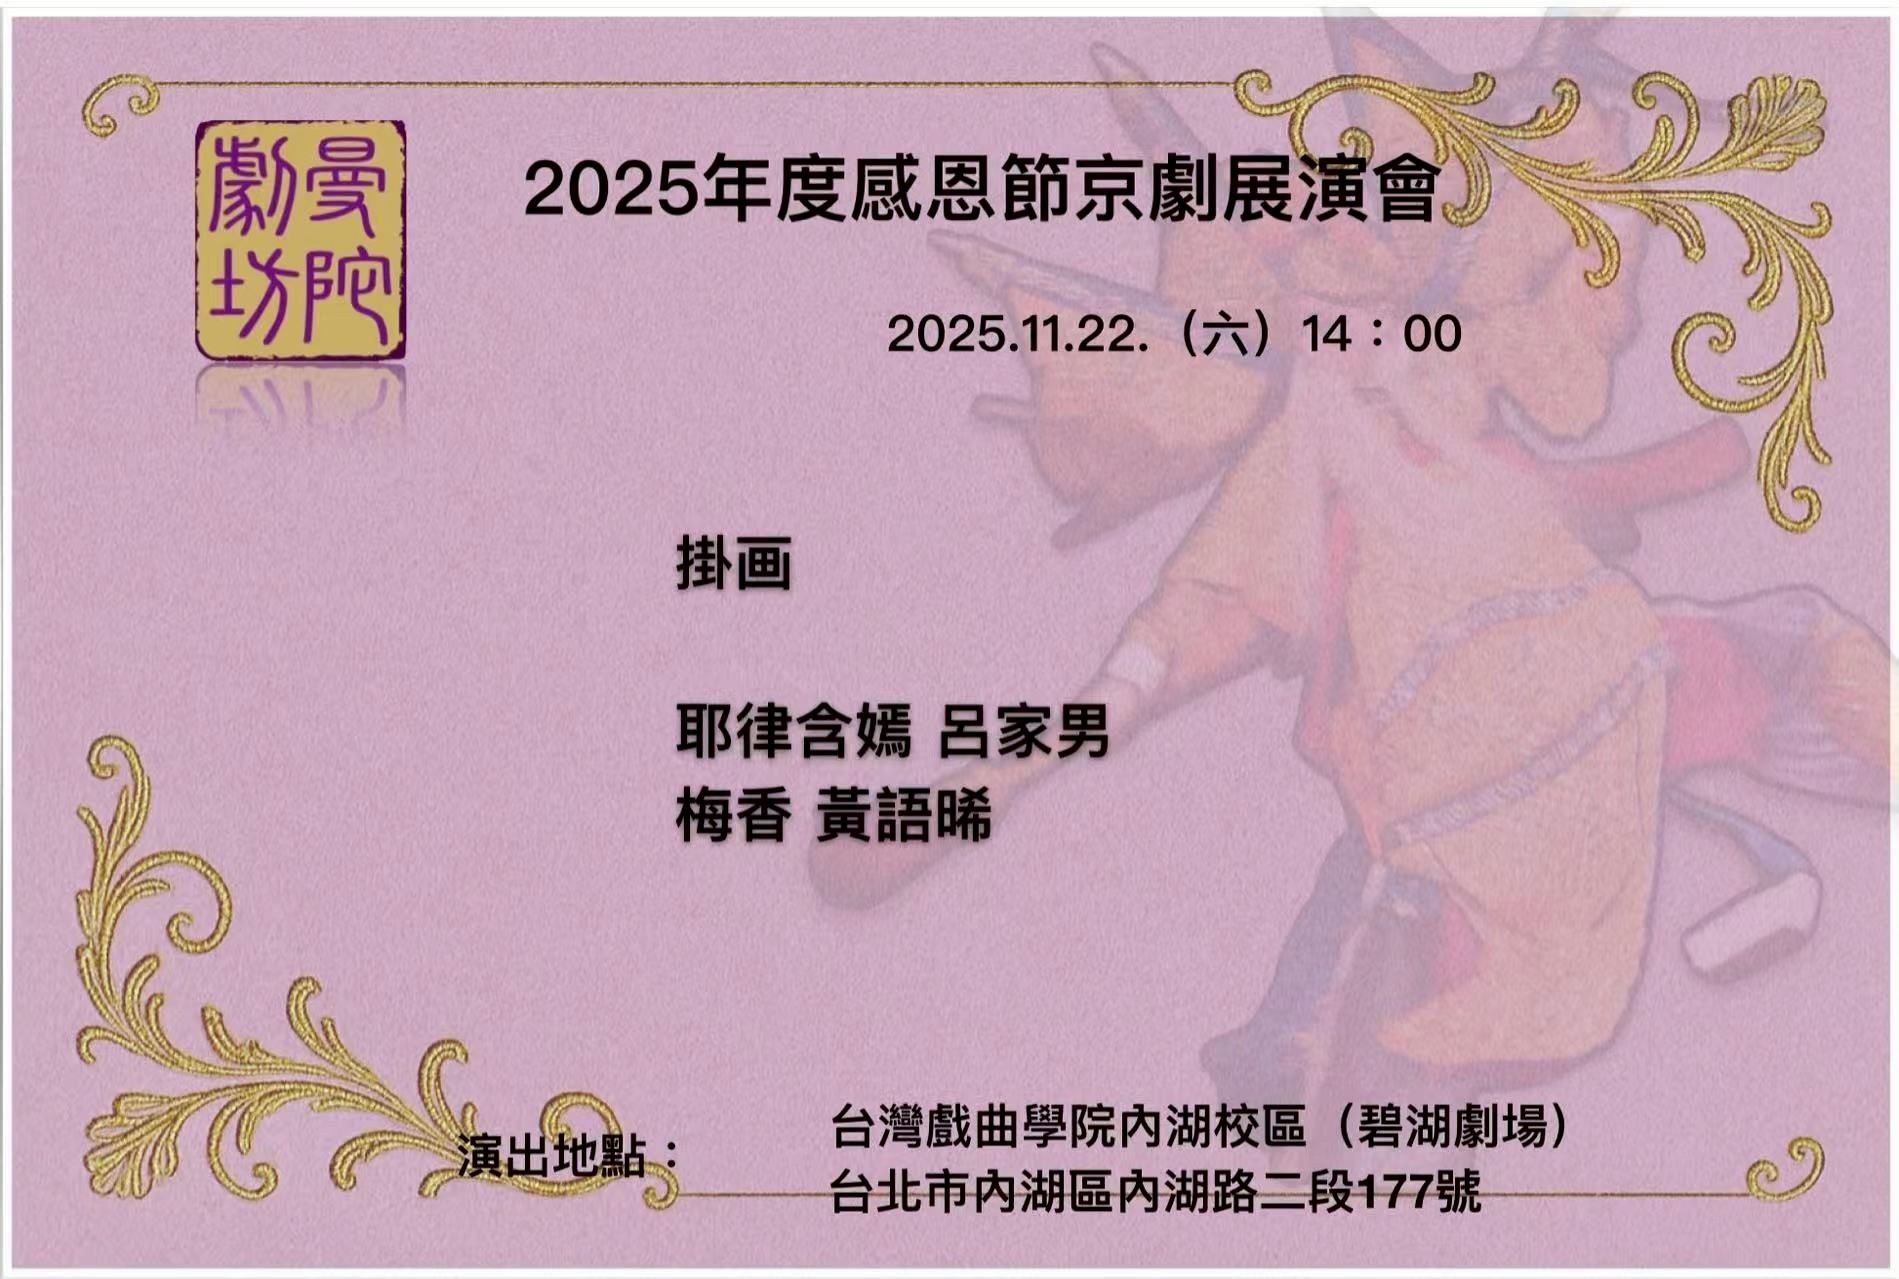 曼陀
劇坊
2025年度感恩節京劇展演會
2025.11.22.（六）14：00
掛画
耶律含嫣 呂家男
梅香 黃語晞
演出地點：
台灣戲曲學院內湖校區（碧湖劇場）
台北市內湖區內湖路二段177號